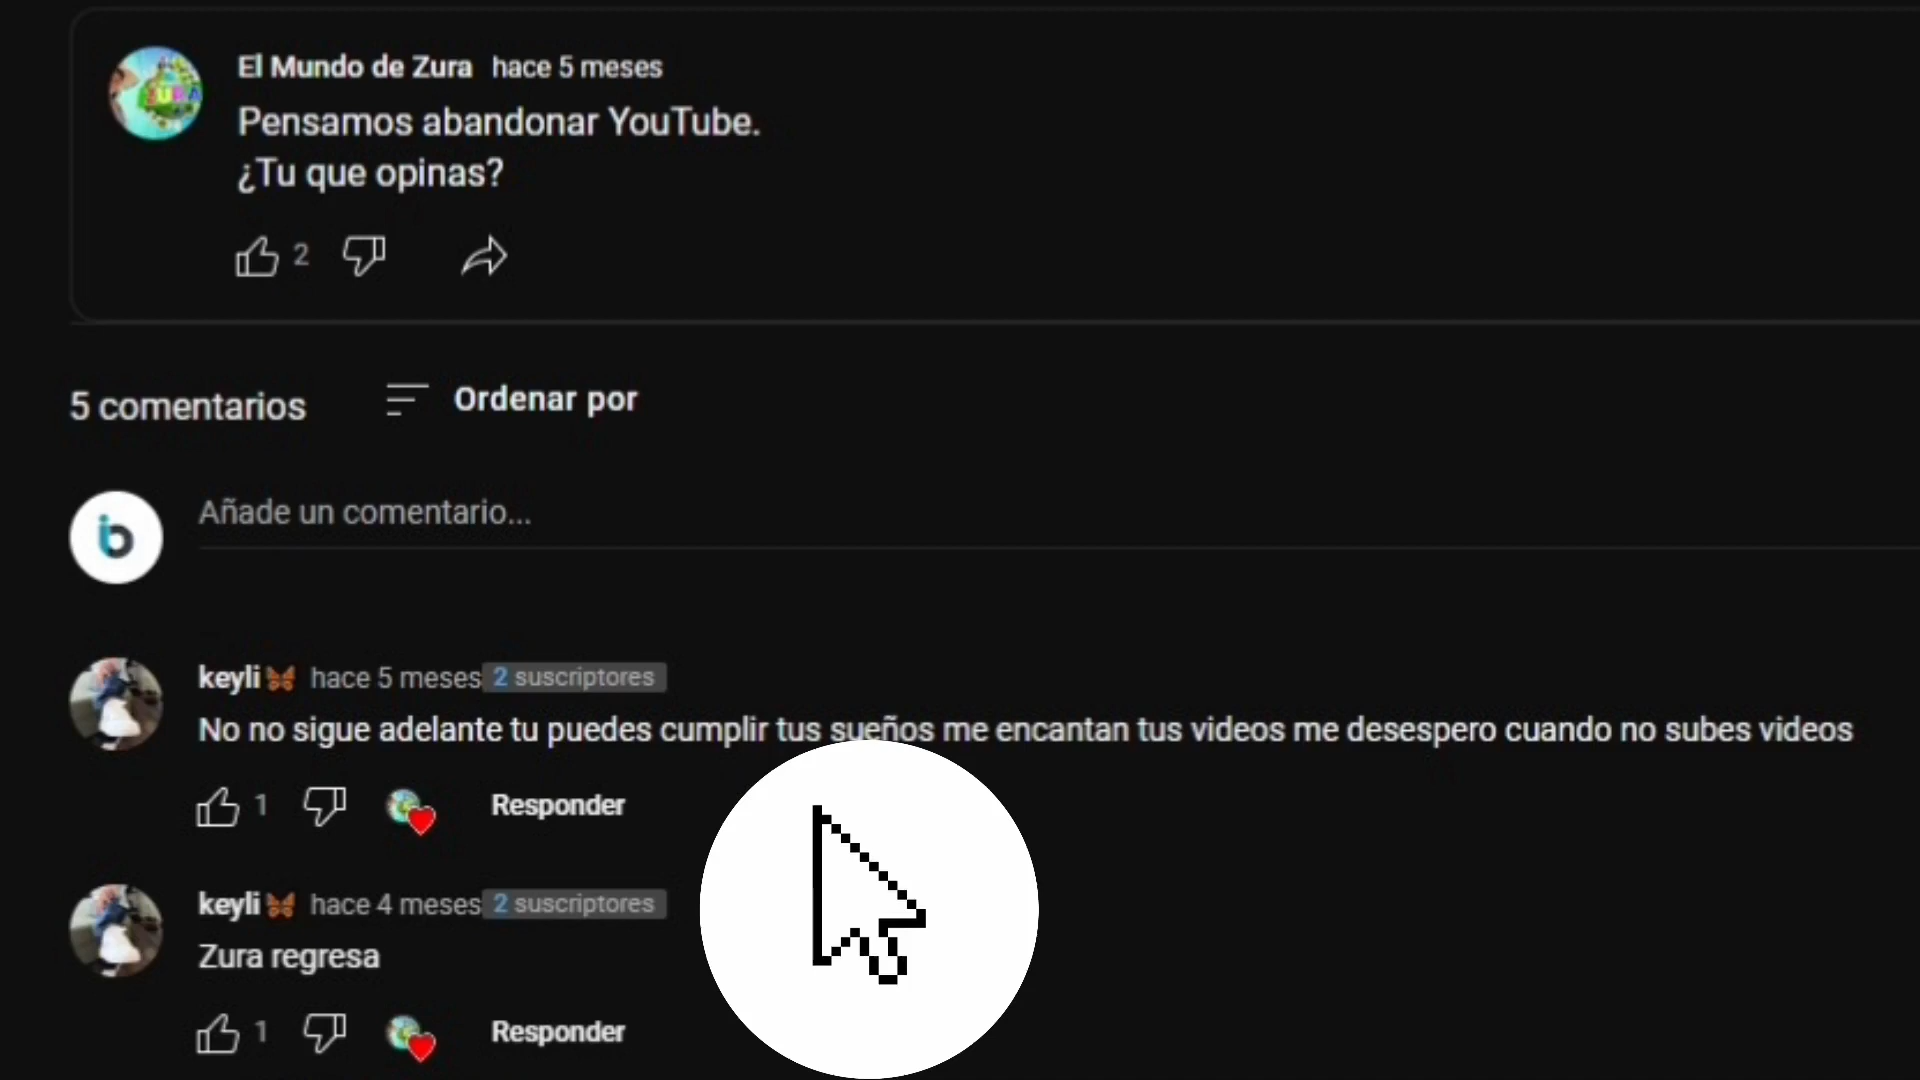 El Mundo de Zura hace 5 meses
Pensamos abandonar YouTube.
¿Tu que opinas?
2
5 comentarios Ordenar por
Añade un comentario...
keyli hace 5 meses 2 suscriptores
No no sigue adelante tu puedes cumplir tus sueños me encantan tus videos me desespero cuando no subes videos
1 Responder
keyli hace 4 meses 2 suscriptores
Zura regresa
1 Responder